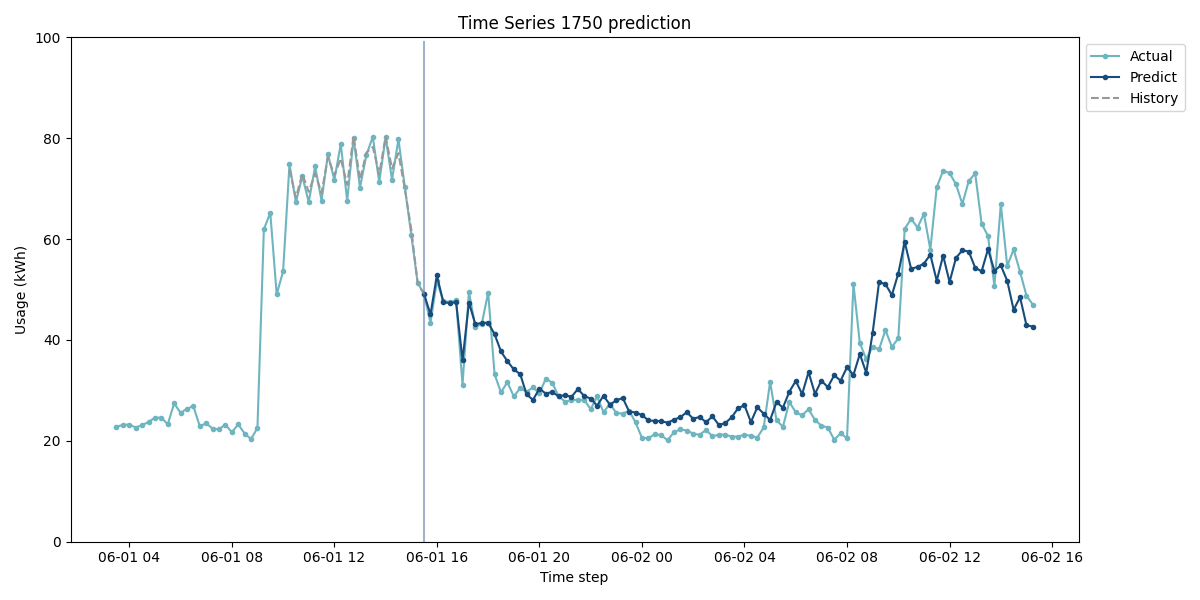 Time Series 1750 prediction
Usage (kWh)
100
80
60
40
20
0
06-01 04
06-01 08
06-01 12
06-01 16
06-01 20
06-02 00
06-02 04
06-02 08
06-02 12
06-02 16
Time step
Actual
Predict
History